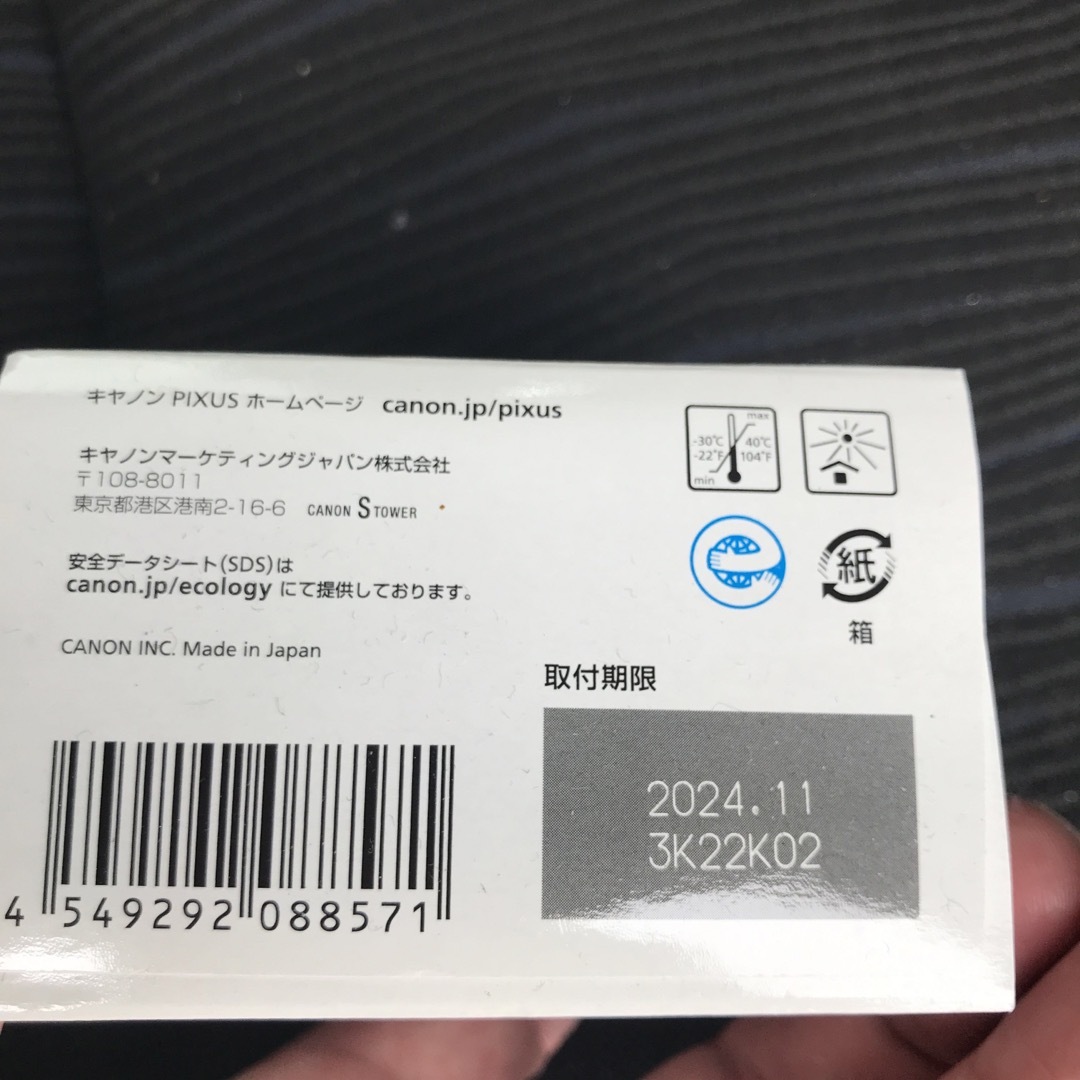 キヤノン PIXUS ホームページ canon.jp/pixus
キヤノンマーケティングジャパン株式会社
〒108-8011
東京都港区港南2-16-6 CANON S TOWER
安全データシート(SDS)は
canon.jp/ecology にて提供しております。
CANON INC. Made in Japan
max
-30℃ 40℃
-22°F 104°F
min
e
紙
箱
取付期限
2024.11
3K22K02
4 549292 088571